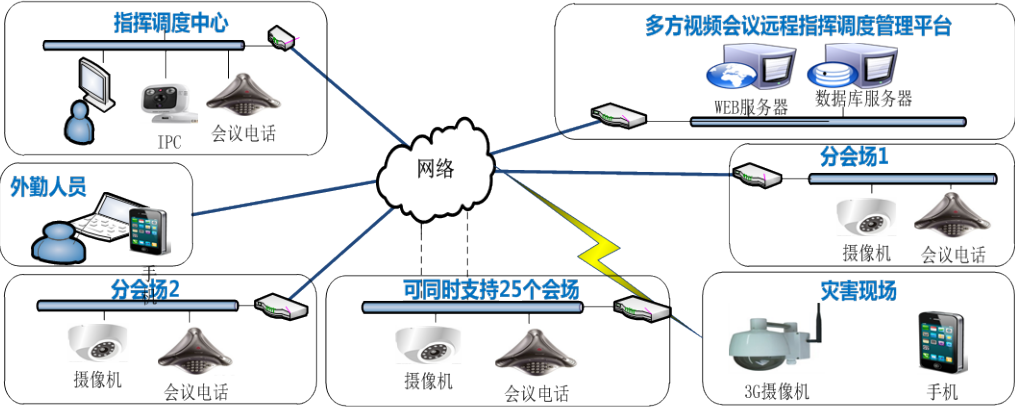 指挥调度中心
IPC
会议电话
多方视频会议远程指挥调度管理平台
WEB服务器
数据库服务器
网络
外勤人员
手机
分会场1
摄像机
会议电话
分会场2
摄像机
会议电话
可同时支持25个会场
摄像机
会议电话
灾害现场
3G摄像机
手机